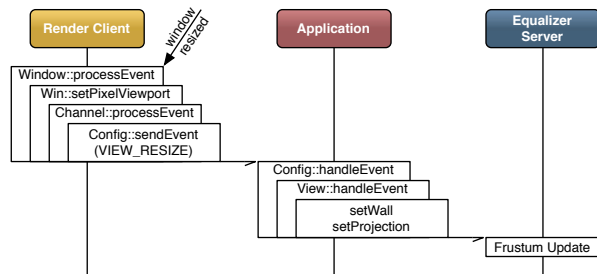 Render Client
window
resized
Application
Equalizer
Server
Window::processEvent
Win::setPixelViewport
Channel::processEvent
Config::sendEvent
(VIEW_RESIZE)
Config::handleEvent
View::handleEvent
setWall
setProjection
Frustum Update